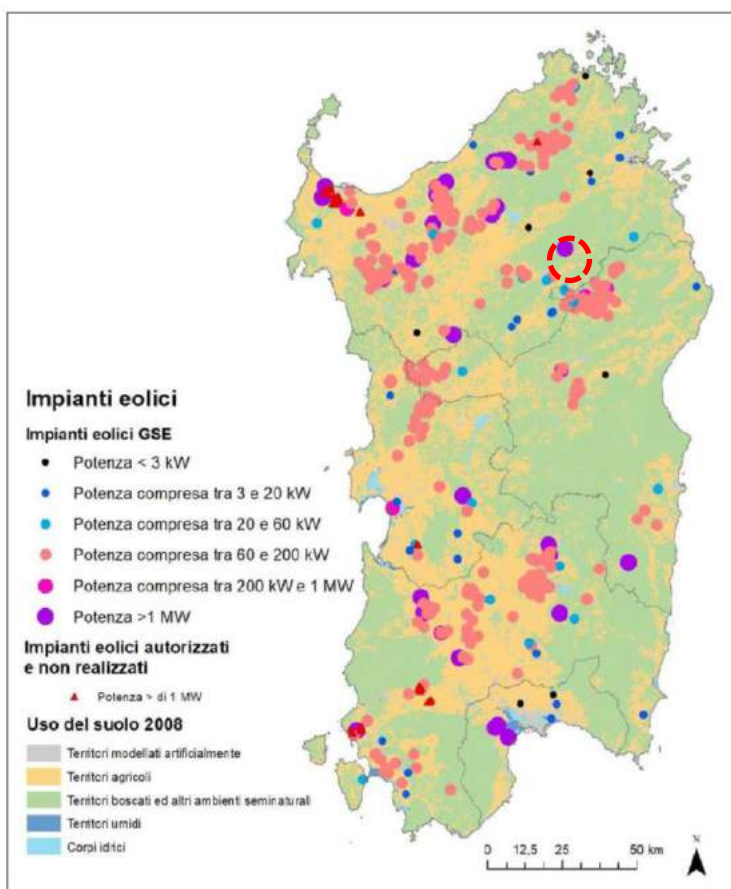 Impianti eolici
Impianti eolici GSE
Potenza < 3 kW
Potenza compresa tra 3 e 20 kW
Potenza compresa tra 20 e 60 kW
Potenza compresa tra 60 e 200 kW
Potenza compresa tra 200 kW e 1 MW
Potenza >1 MW
Impianti eolici autorizzati
e non realizzati
Potenza > di 1 MW
Uso del suolo 2008
Territori modellati artificialmente
Territori agricoli
Territori boscati ed altri ambienti seminaturali
Territori umidi
Corpi idrici
N
0 12,5 25 50 km